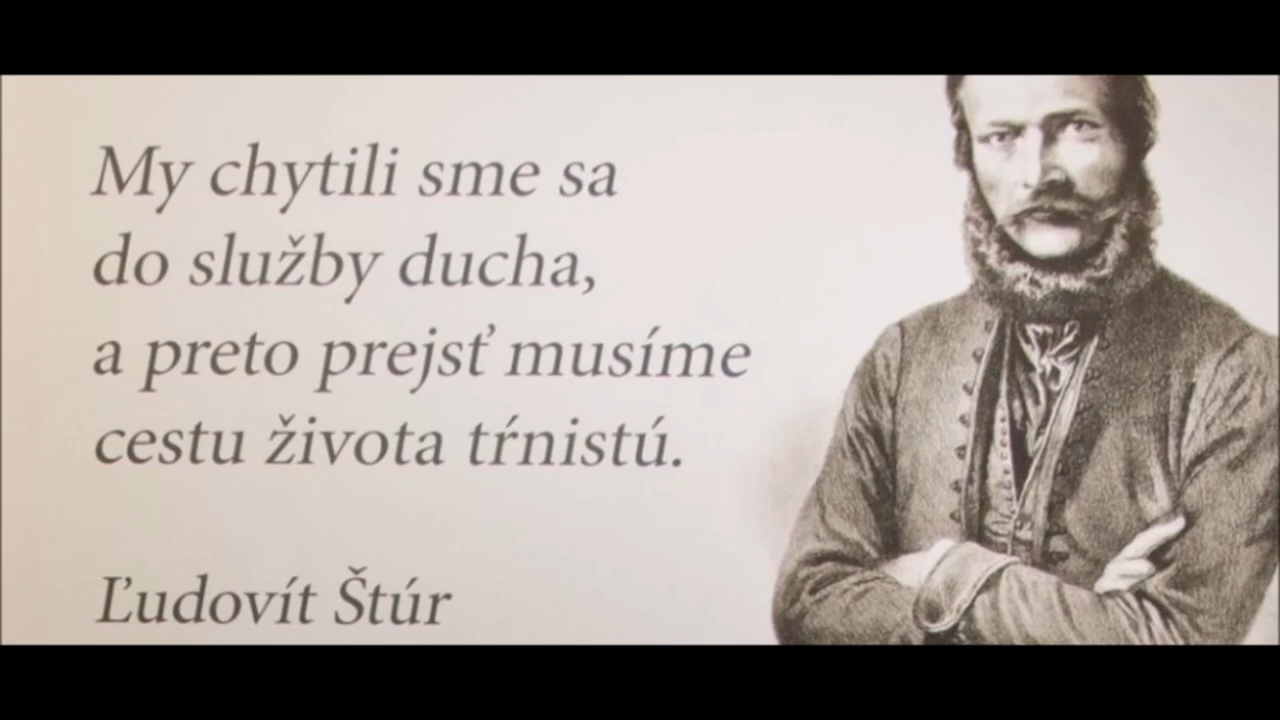 My chytili sme sa
do služby ducha,
a preto prejsť musíme
cestu života tŕnistú.
Ľudovít Štúr